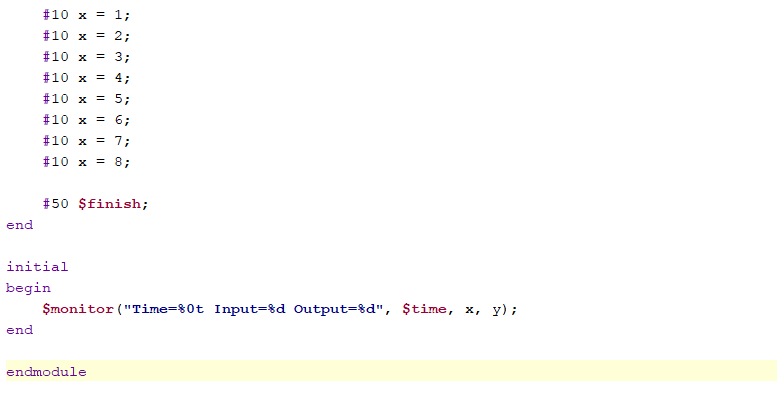 #10 x = 1;
#10 x = 2;
#10 x = 3;
#10 x = 4;
#10 x = 5;
#10 x = 6;
#10 x = 7;
#10 x = 8;
#50 $finish;
end
initial
begin
$monitor("Time=%0t Input=%d Output=%d", $time, x, y);
end
endmodule